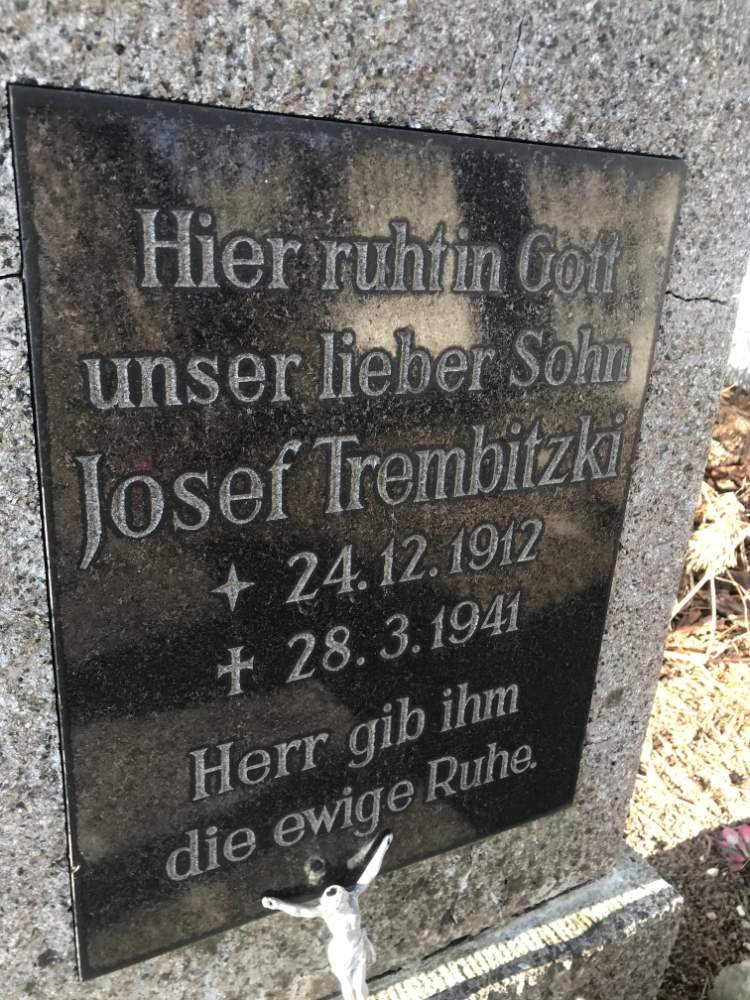 Hier ruht in Gott
unser lieber Sohn
Josef Trembitzki
24.12.1912
28.3.1941
Herr gib ihm
die ewige Ruhe.